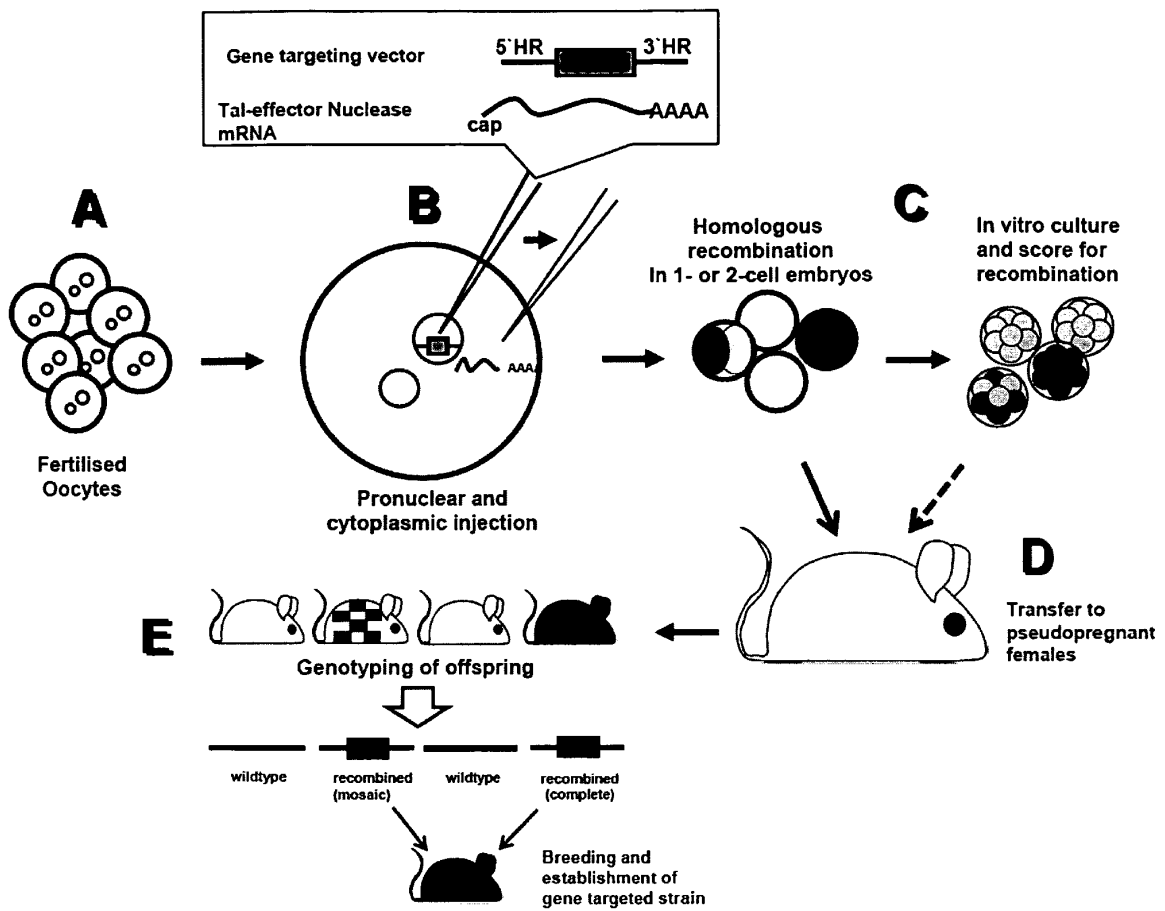 Gene targeting vector
5`HR
3`HR
Tal-effector Nuclease
mRNA
cap
AAAA
A
B
C
Fertilised
Oocytes
AAAA
Pronuclear and
cytoplasmic injection
Homologous
recombination
In 1- or 2-cell embryos
In vitro culture
and score for
recombination
D
Transfer to
pseudopregnant
females
E
Genotyping of offspring
wildtype
recombined
(mosaic)
wildtype
recombined
(complete)
Breeding and
establishment of
gene targeted strain